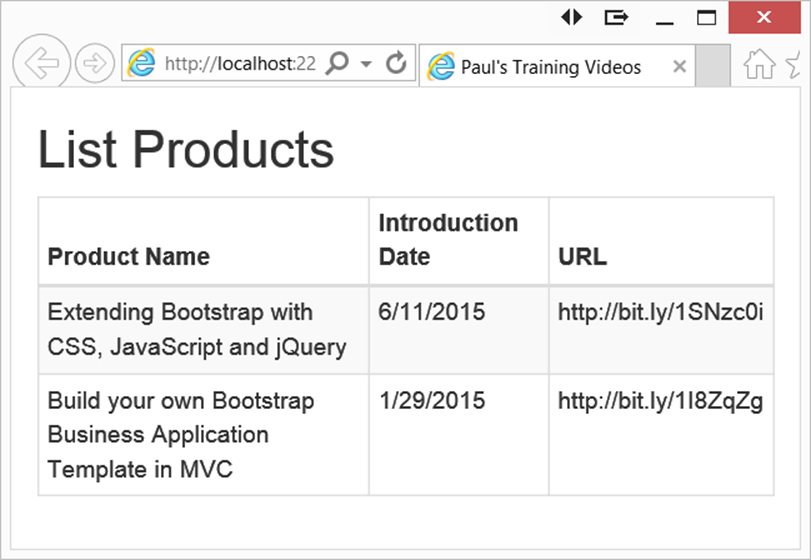 http://localhost:22
Paul's Training Videos
List Products
Product Name
Introduction
Date
URL
Extending Bootstrap with
CSS, JavaScript and jQuery
6/11/2015
http://bit.ly/1SNzc0i
Build your own Bootstrap
Business Application
Template in MVC
1/29/2015
http://bit.ly/1I8ZqZg